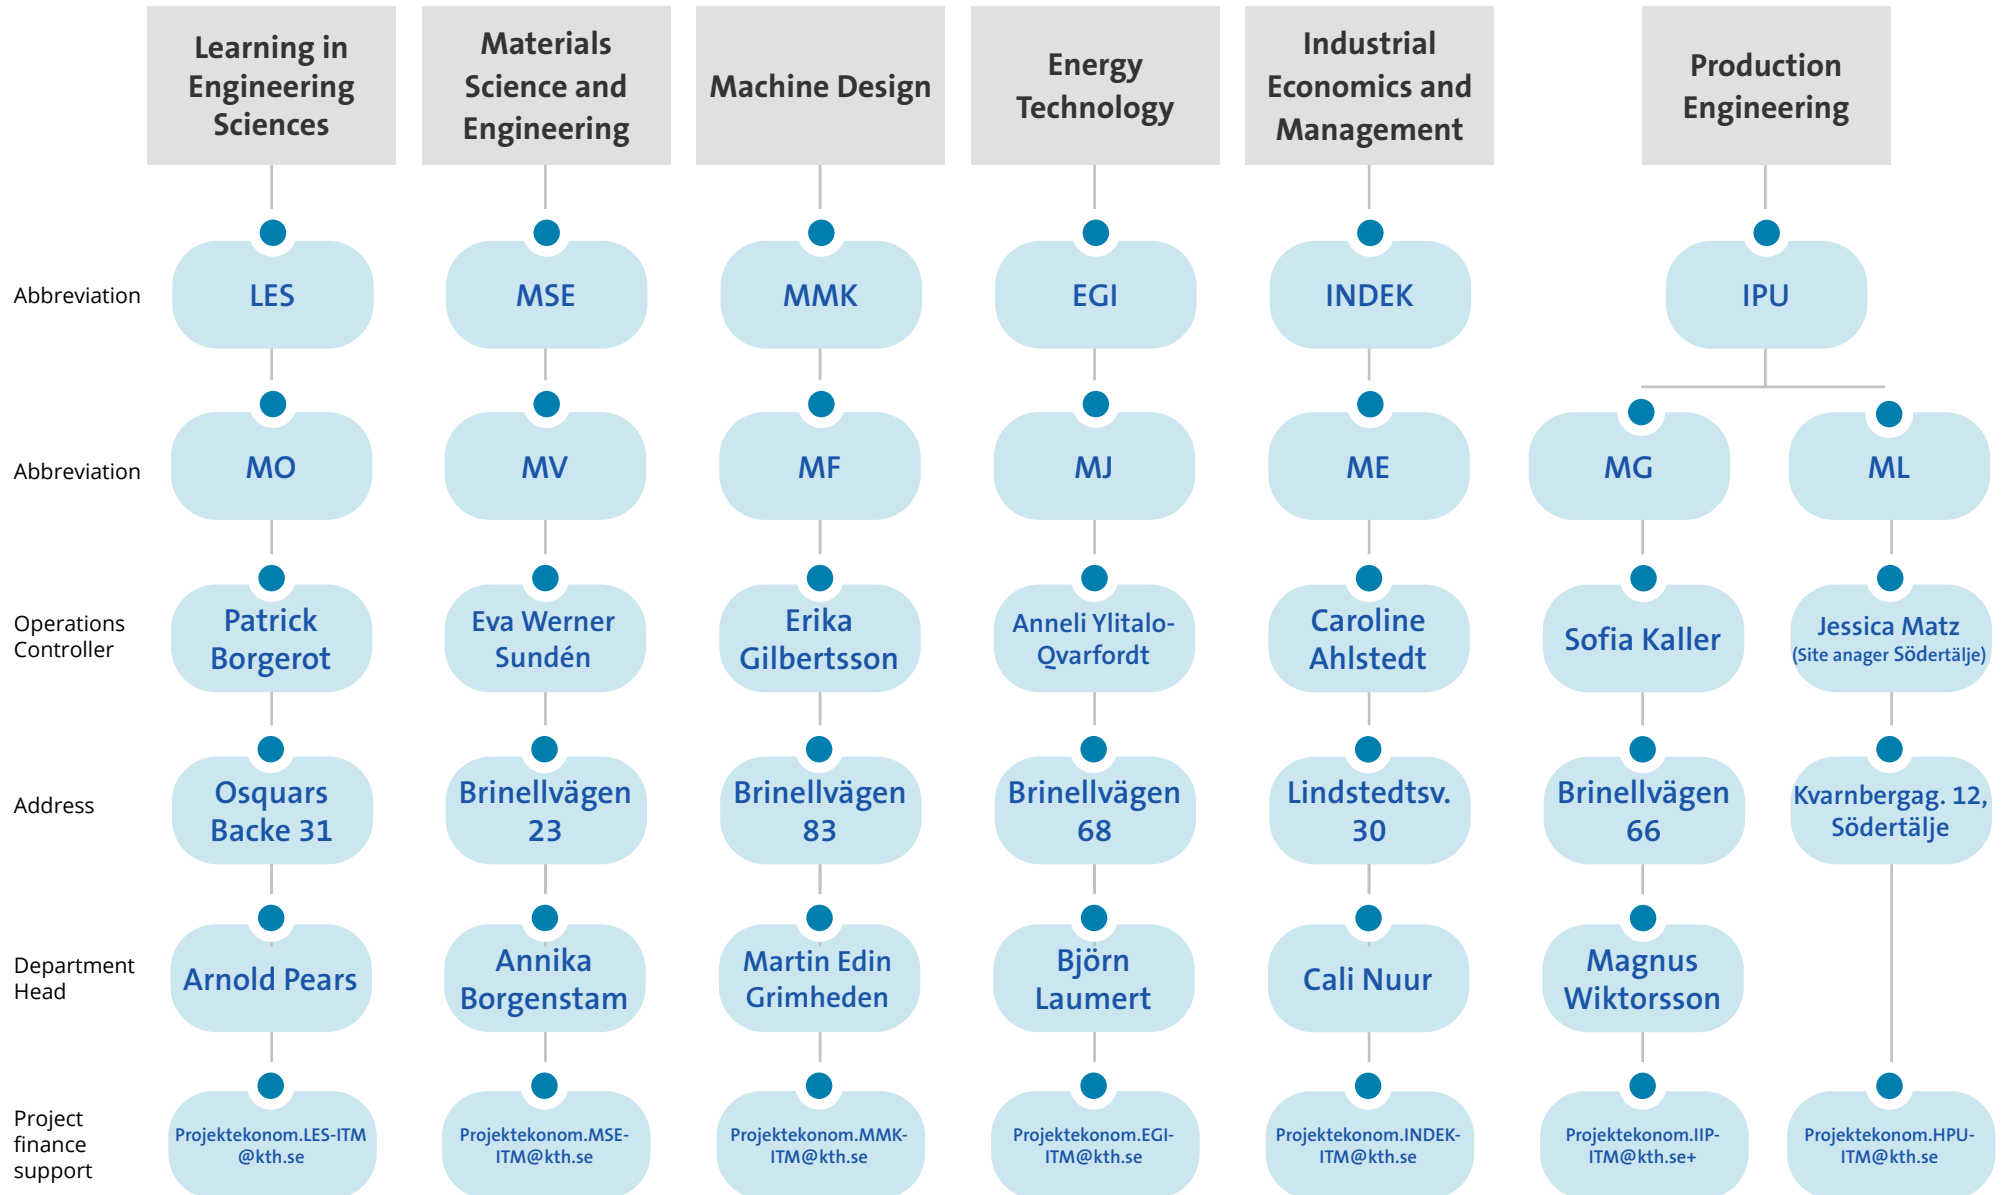 Learning in
Engineering
Sciences
Materials
Science and
Engineering
Machine Design
Energy
Technology
Industrial
Economics and
Management
Production
Engineering
Abbreviation
LES
MSE
MMK
EGI
INDEK
IPU
Abbreviation
MO
MV
MF
MJ
ME
MG
ML
Operations
Controller
Patrick
Borgerot
Eva Werner
Sundén
Erika
Gilbertsson
Anneli Ylitalo-
Qvarfordt
Caroline
Ahlstedt
Sofia Kaller
Jessica Matz
(Site anager Södertälje)
Address
Osquars
Backe 31
Brinellvägen
23
Brinellvägen
83
Brinellvägen
68
Lindstedtsv.
30
Brinellvägen
66
Kvarnbergag. 12,
Södertälje
Department
Head
Arnold Pears
Annika
Borgenstam
Martin Edin
Grimheden
Björn
Laumert
Cali Nuur
Magnus
Wiktorsson
Project
finance
support
Projektekonom.LES-ITM
@kth.se
Projektekonom.MSE-
ITM@kth.se
Projektekonom.MMK-
ITM@kth.se
Projektekonom.EGI-
ITM@kth.se
Projektekonom.INDEK-
ITM@kth.se
Projektekonom.IIP-
ITM@kth.se+
Projektekonom.HPU-
ITM@kth.se